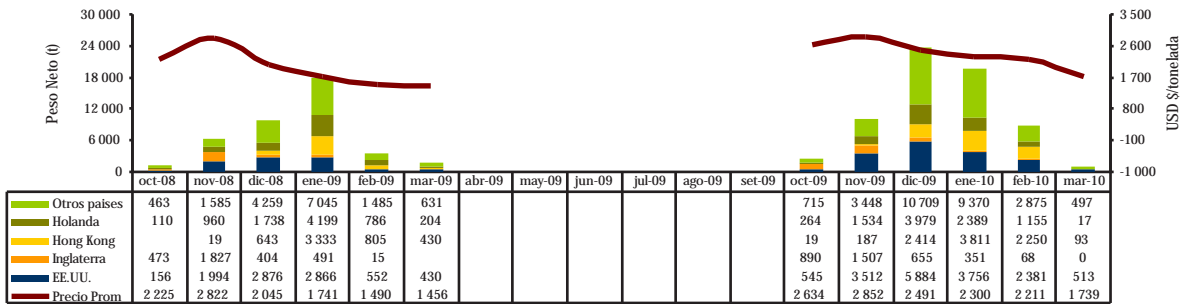 30 000
24 000
18 000
12 000
6 000
0
Peso Neto (t)
3 500
2 600
1 700
800
-100
-1 000
USD $/tonelada
oct-08 nov-08 dic-08 ene-09 feb-09 mar-09 abr-09 may-09 jun-09 jul-09 ago-09 set-09 oct-09 nov-09 dic-09 ene-10 feb-10 mar-10
Otros paises 463 1 585 4 259 7 045 1 485 631 715 3 448 10 709 9 370 2 875 497
Holanda 110 960 1 738 4 199 786 204 264 1 534 3 979 2 389 1 155 17
Hong Kong 19 643 3 333 805 430 19 187 2 414 3 811 2 250 93
Inglaterra 473 1 827 404 491 15 890 1 507 655 351 68 0
EE.UU. 156 1 994 2 876 2 866 552 430 545 3 512 5 884 3 756 2 381 513
Precio Prom 2 225 2 822 2 045 1 741 1 490 1 456 2 634 2 852 2 491 2 300 2 211 1 739